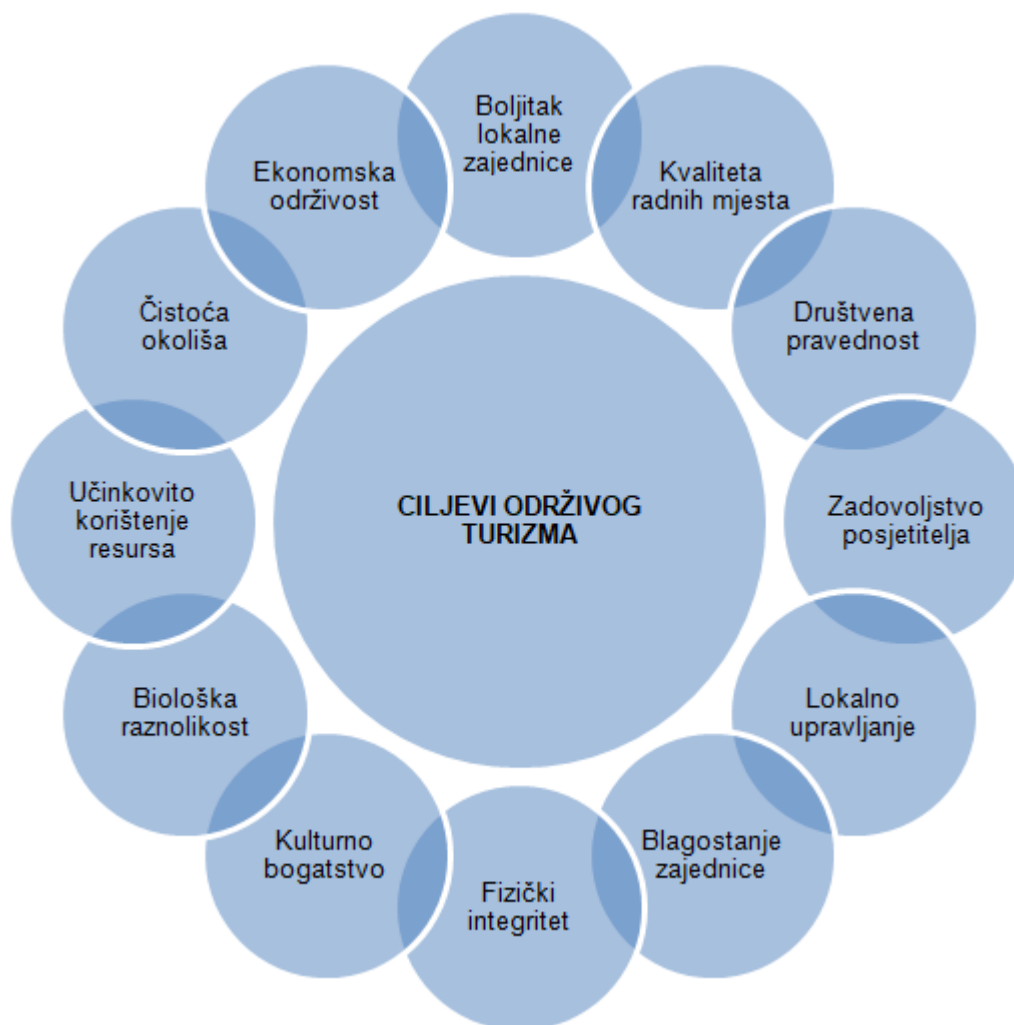 Boljitak
lokalne
zajednice
Kvaliteta
radnih mjesta
Društvena
pravednost
Zadovoljstvo
posjetitelja
Lokalno
upravljanje
Blagostanje
zajednice
Fizički
integritet
Kulturno
bogatstvo
Biološka
raznolikost
Učinkovito
korištenje
resursa
Čistoća
okoliša
Ekonomska
održivost
CILJEVI ODRŽIVOG
TURIZMA